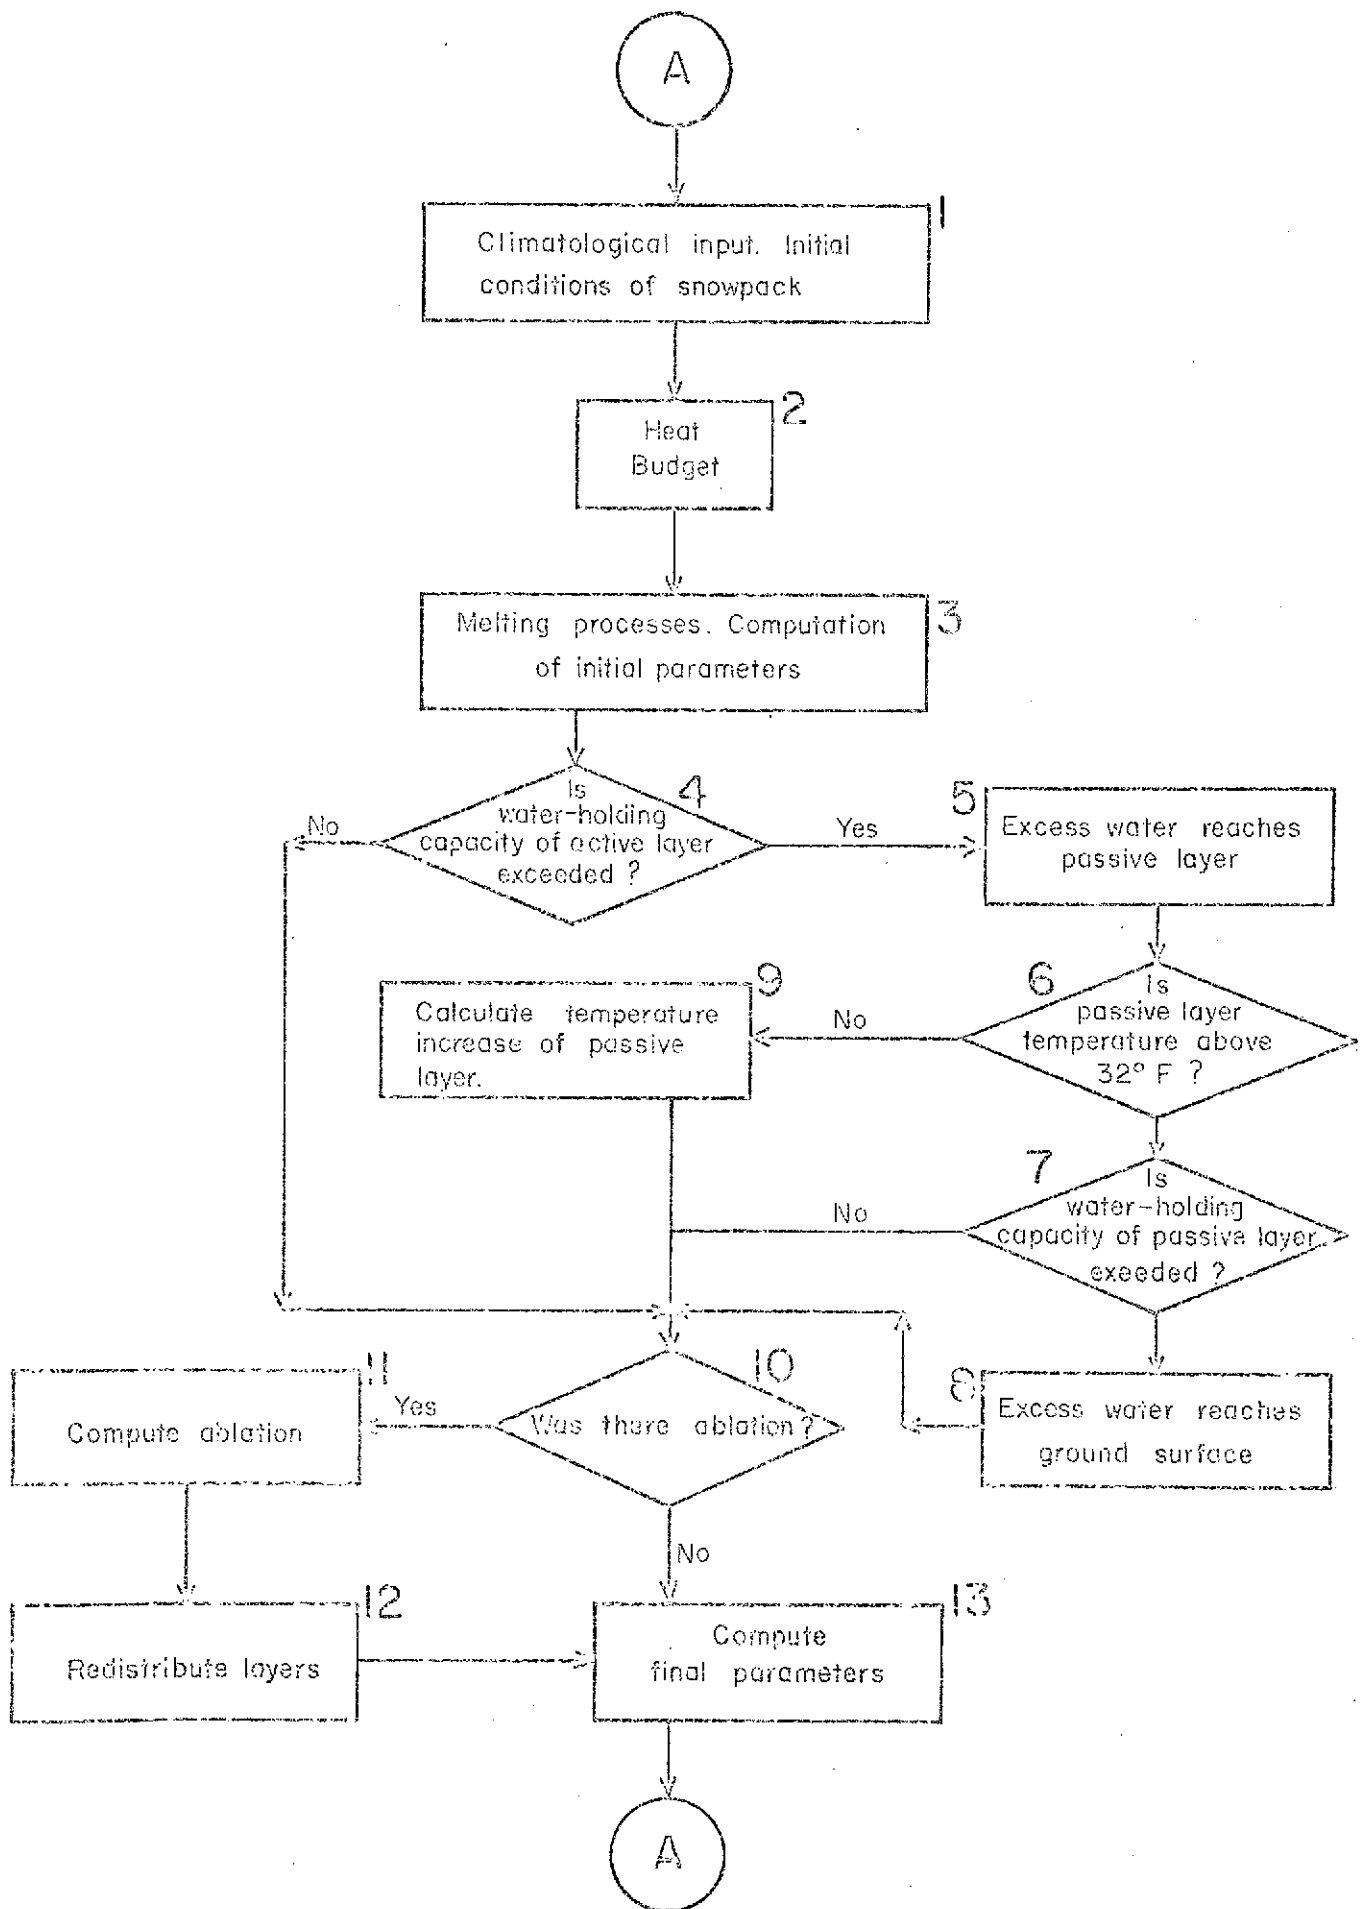 A
1
Climatological input. Initial
conditions of snowpack
2
Heat
Budget
3
Melting processes. Computation
of initial parameters
4
Is
water-holding
capacity of active layer
exceeded ?
No
Yes
5
Excess water reaches
passive layer
6
Is
passive layer
temperature above
32° F ?
No
9
Calculate temperature
increase of passive
layer.
7
Is
water-holding
capacity of passive layer
exeeded ?
No
8
Excess water reaches
ground surface
10
Was there ablation?
Yes
No
11
Compute ablation
12
Redistribute layers
13
Compute
final parameters
A